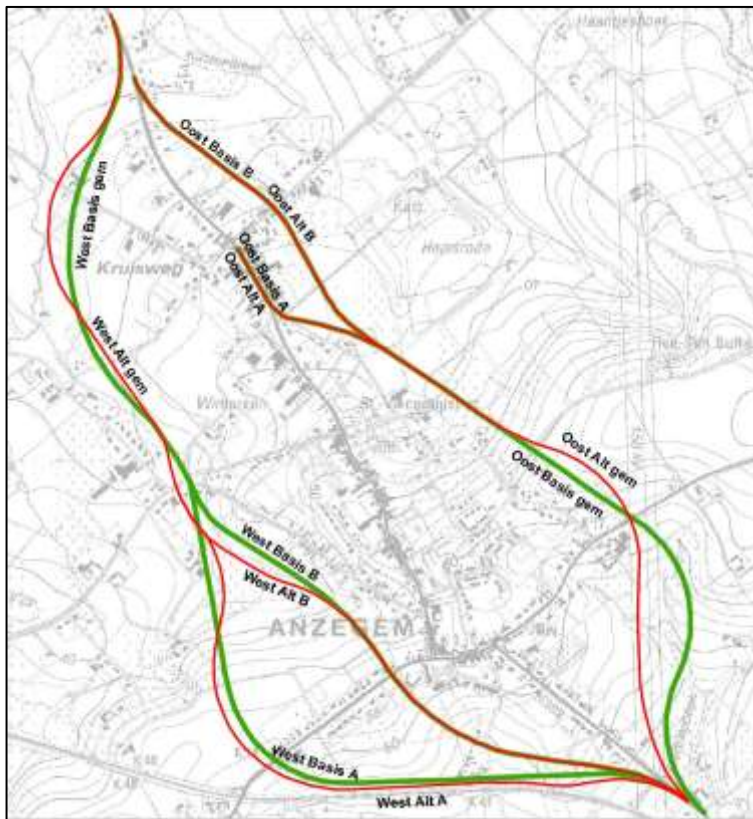 Haantjeshoek
Oost Basis B
Oost Alt B
West Basis gem
Oost Basis A
Oost Alt A
Kruisweg
West Alt gem
Oost Alt gem
Oost Basis gem
West Basis B
West Alt B
ANZEGEM
West Basis A
West Alt A